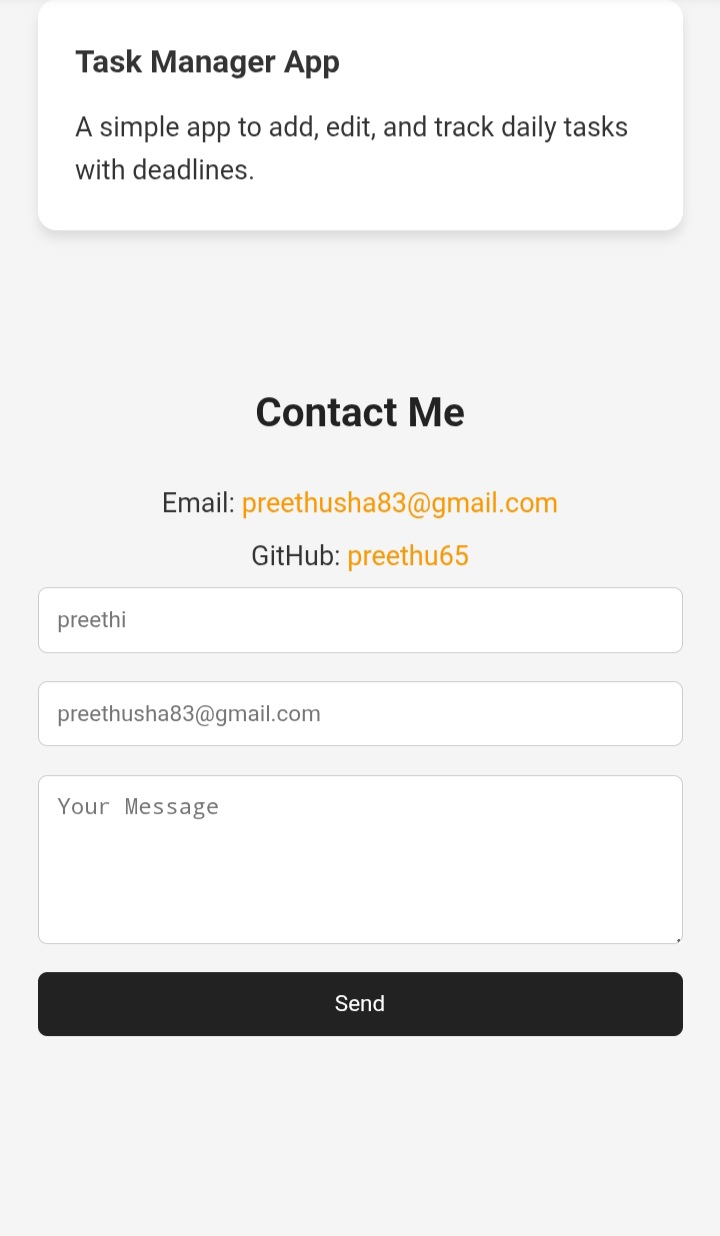 Task Manager App
A simple app to add, edit, and track daily tasks
with deadlines.
Contact Me
Email: preethusha83@gmail.com
GitHub: preethu65
preethi
preethusha83@gmail.com
Your Message
Send